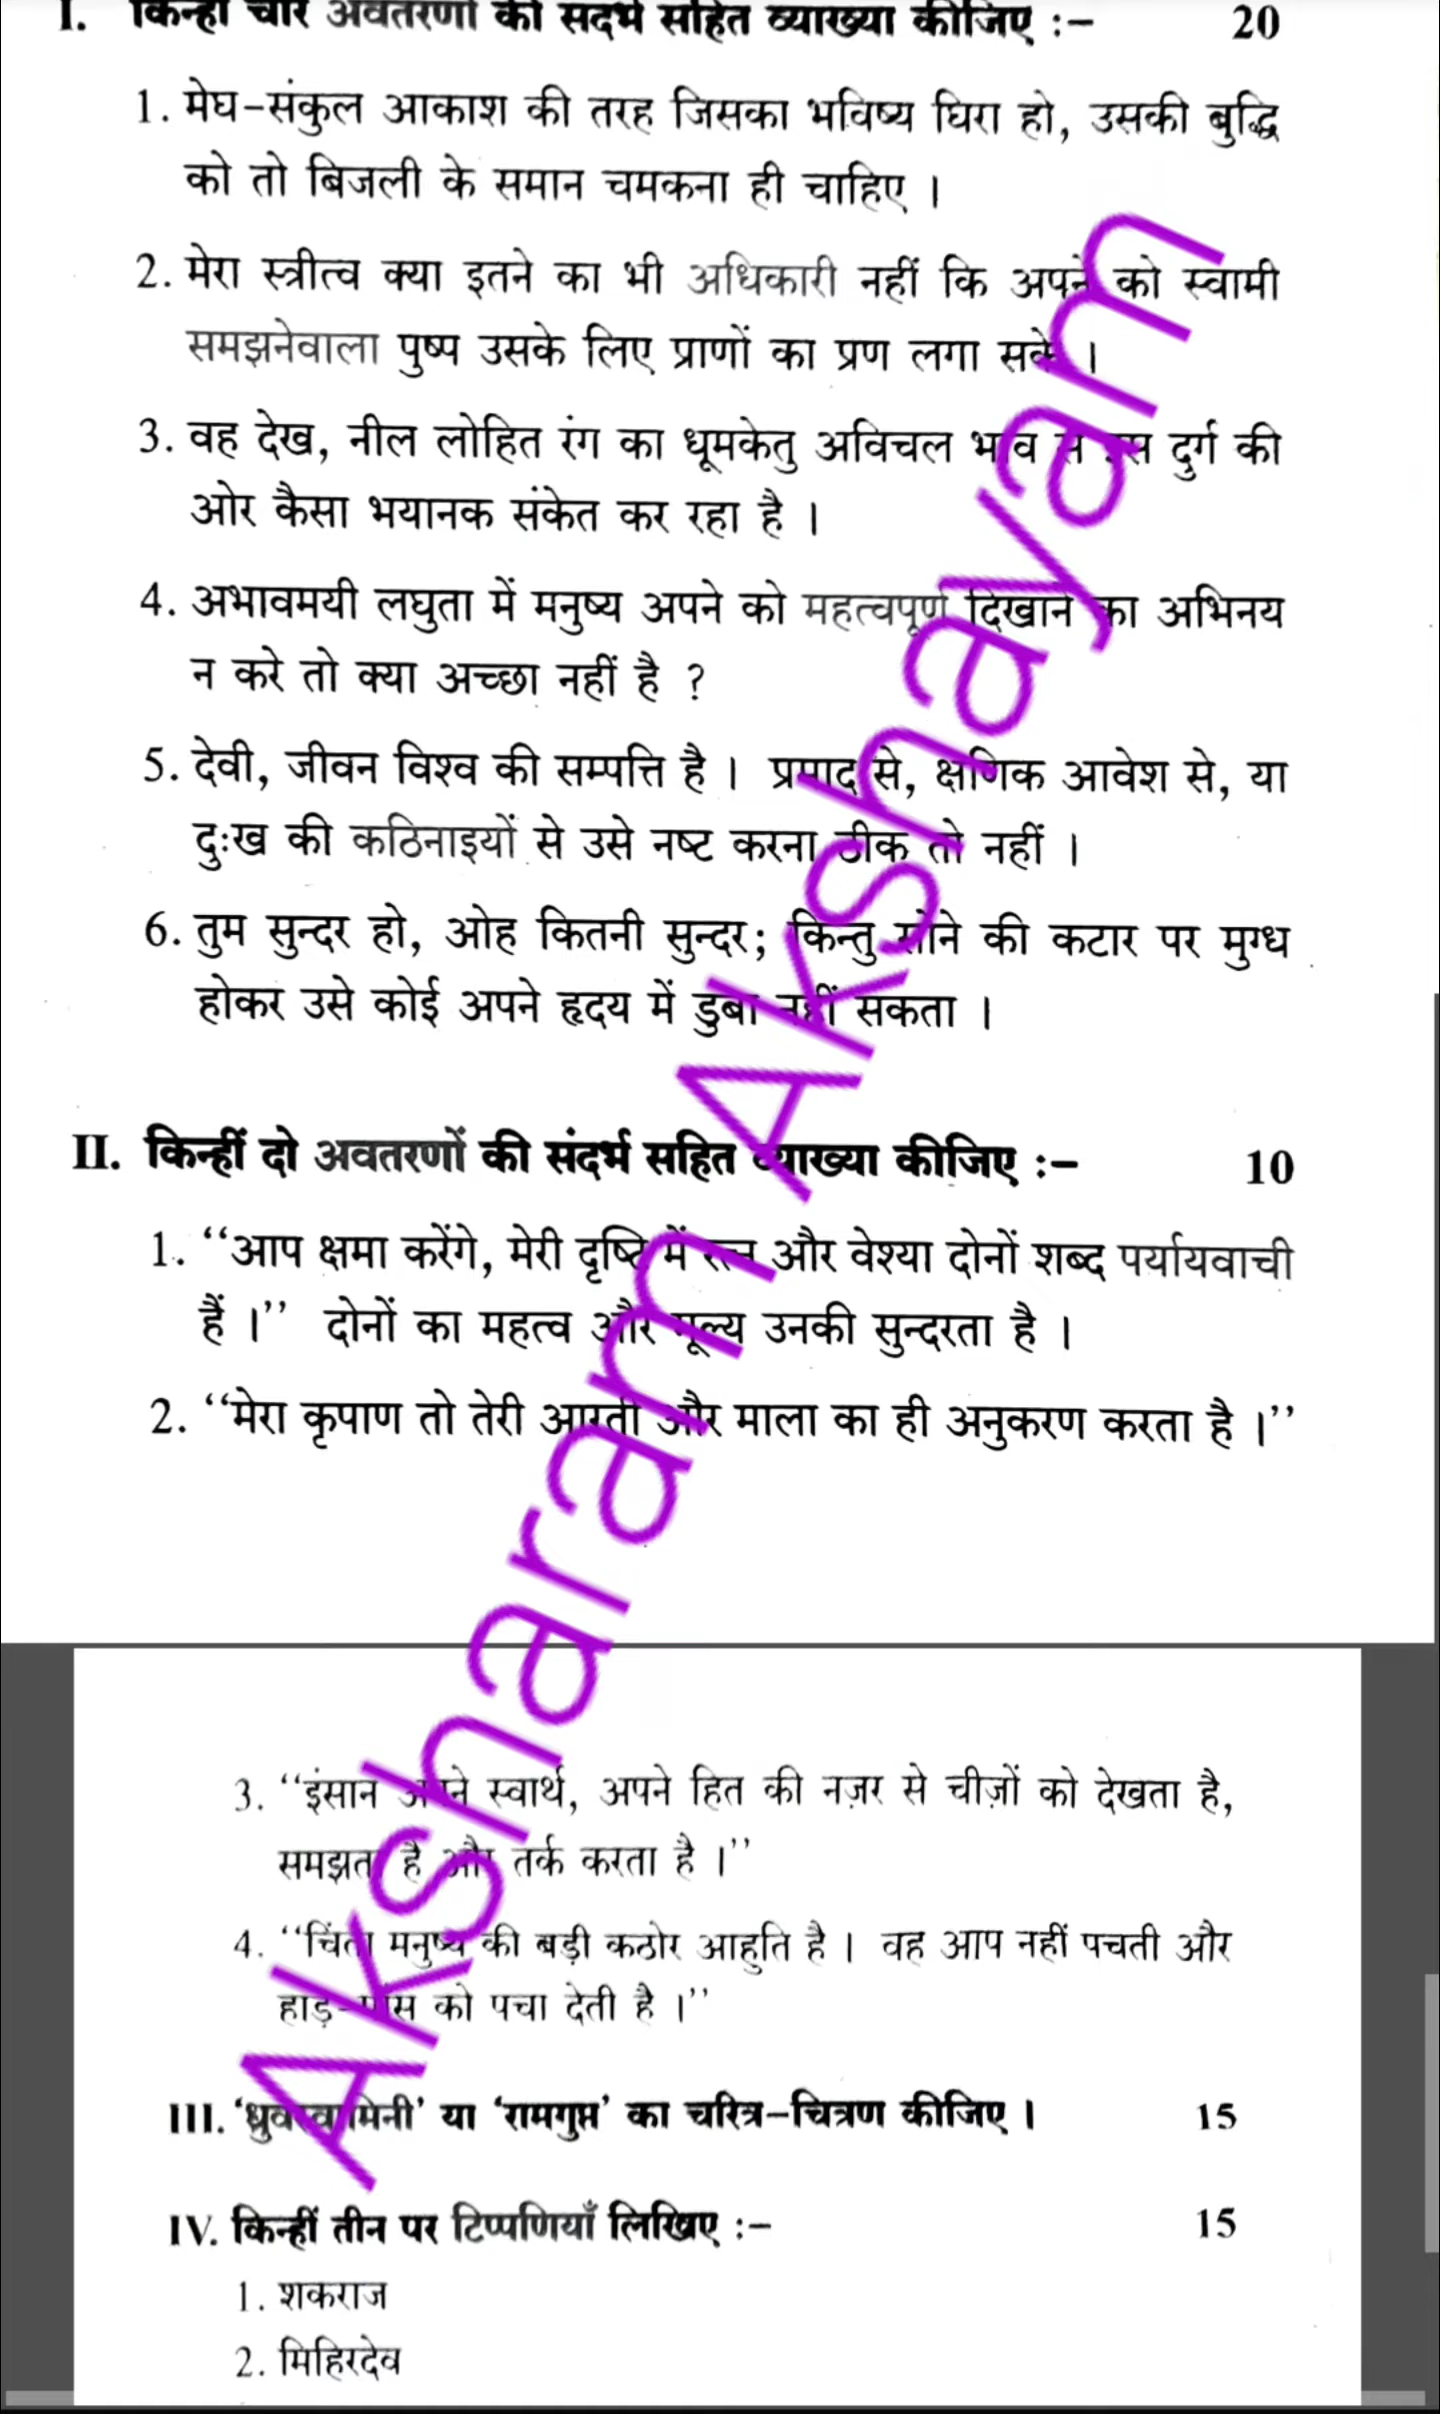 I. किन्हीं चार अवतरणों की संदर्भ सहित व्याख्या कीजिए :– 20
1. मेघ-संकुल आकाश की तरह जिसका भविष्य घिरा हो, उसकी बुद्धि
को तो बिजली के समान चमकना ही चाहिए ।
2. मेरा स्त्रीत्व क्या इतने का भी अधिकारी नहीं कि अपने को स्वामी
समझनेवाला पुष्प उसके लिए प्राणों का प्रण लगा सके ।
3. वह देख, नील लोहित रंग का धूमकेतु अविचल भाव से दुर्ग की
ओर कैसा भयानक संकेत कर रहा है ।
4. अभावमयी लघुता में मनुष्य अपने को महत्वपूर्ण दिखाने का अभिनय
न करे तो क्या अच्छा नहीं है ?
5. देवी, जीवन विश्व की सम्पत्ति है । प्रमाद से, क्षणिक आवेश से, या
दुःख की कठिनाइयों से उसे नष्ट करना ठीक तो नहीं ।
6. तुम सुन्दर हो, ओह कितनी सुन्दर; किन्तु सोने की कटार पर मुग्ध
होकर उसे कोई अपने हृदय में डुबा नहीं सकता ।
II. किन्हीं दो अवतरणों की संदर्भ सहित व्याख्या कीजिए :– 10
1. “आप क्षमा करेंगे, मेरी दृष्टि में रत्न और वेश्या दोनों शब्द पर्यायवाची
हैं ।” दोनों का महत्व और मूल्य उनकी सुन्दरता है ।
2. “मेरा कृपाण तो तेरी आरती और माला का ही अनुकरण करता है ।”
3. “इंसान अपने स्वार्थ, अपने हित की नज़र से चीज़ों को देखता है,
समझता है और तर्क करता है ।”
4. “चिंता मनुष्य की बड़ी कठोर आहुति है । वह आप नहीं पचती और
हाड़-मांस को पचा देती है ।”
III. ‘ध्रुवस्वामिनी’ या ‘रामगुप्त’ का चरित्र-चित्रण कीजिए । 15
IV. किन्हीं तीन पर टिप्पणियाँ लिखिए :– 15
1. शकराज
2. मिहिरदेव
Aksharam Akshayam